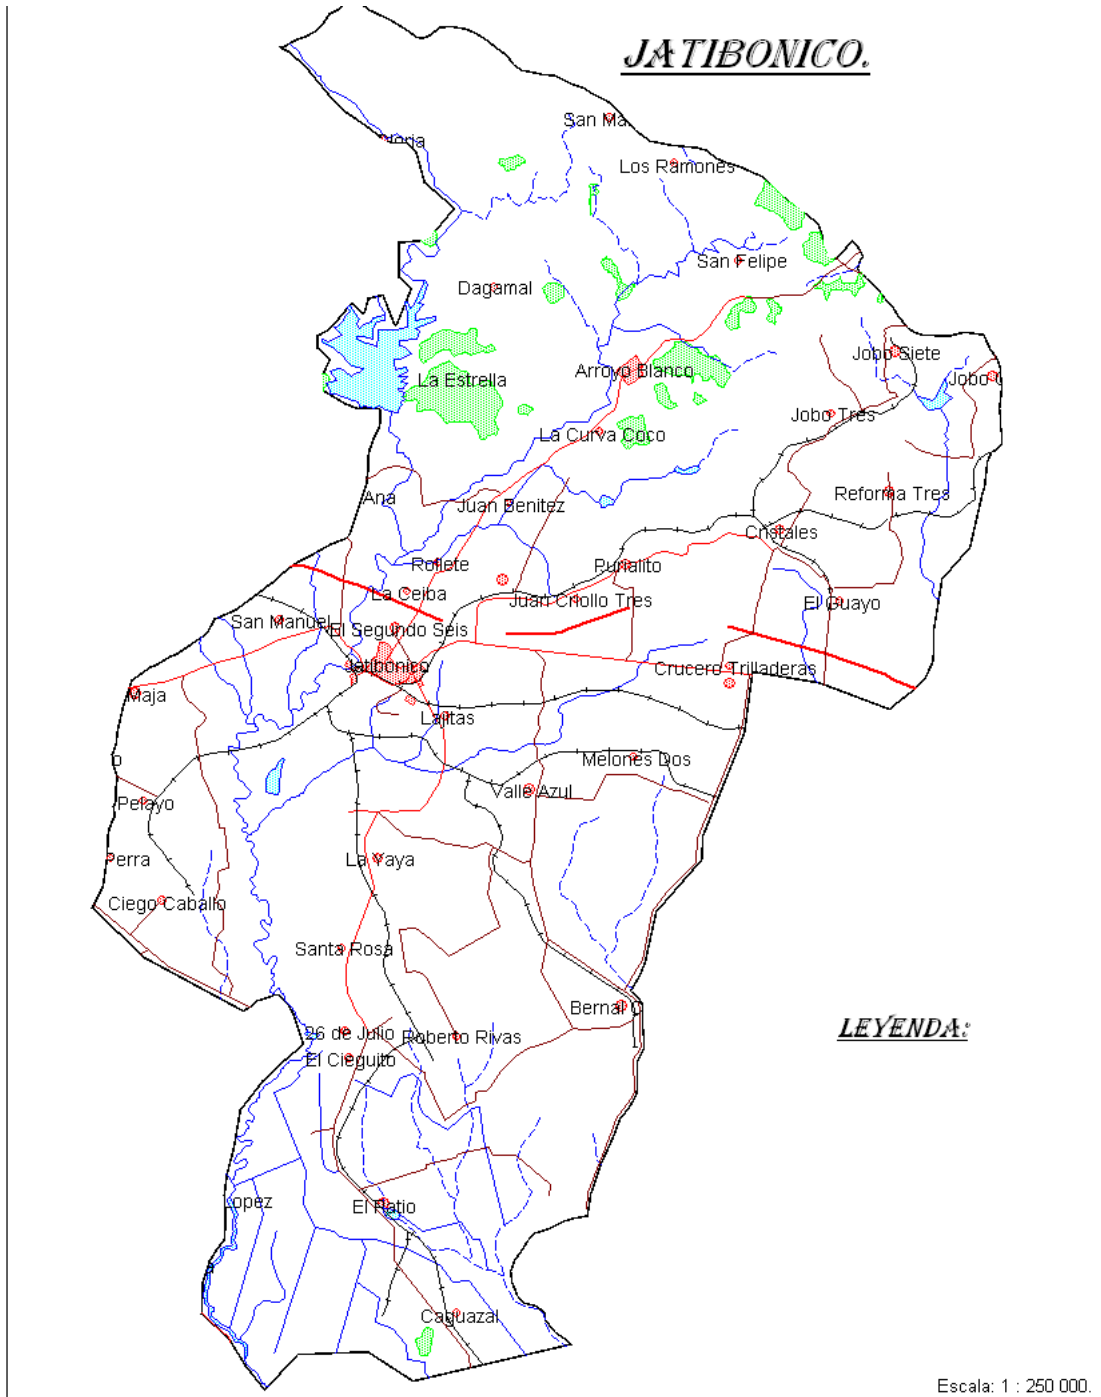 JATIBONICO.
San Ma
Los Ramones
San Felipe
Dagamal
Jobo Siete
Arroyo Blanco
La Estrella
Jobo
Jobo Tres
La Curva Coco
Reforma Tres
Ana
Juan Benitez
Cristales
Rollete
Purialito
La Ceiba
Juan Criollo Tres
El Guayo
San Manuel
El Segundo Seis
Jatibonico
Crucero Trilladeras
Maja
Lajitas
Melones Dos
Valle Azul
Pelayo
La Yaya
Perra
Ciego Caballo
Santa Rosa
Bernal
LEYENDA:
26 de Julio
Roberto Rivas
El Cieguito
Lopez
El Patio
Caguazal
Escala: 1 : 250 000.